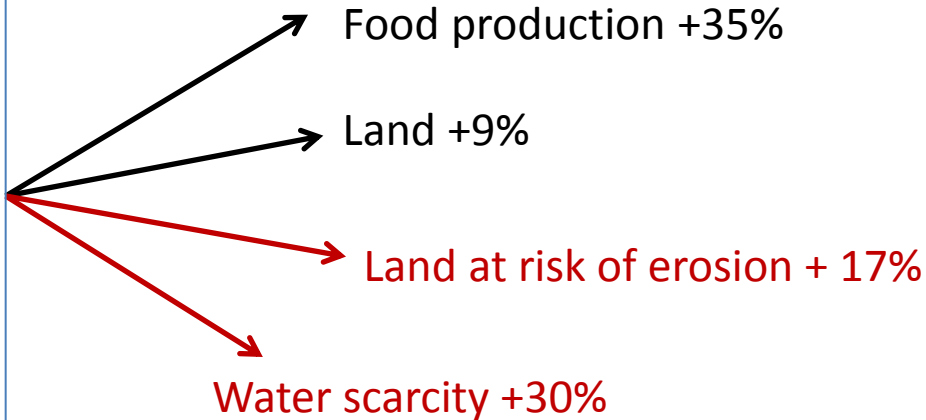 Food production +35%
Land +9%
Land at risk of erosion + 17%
Water scarcity +30%